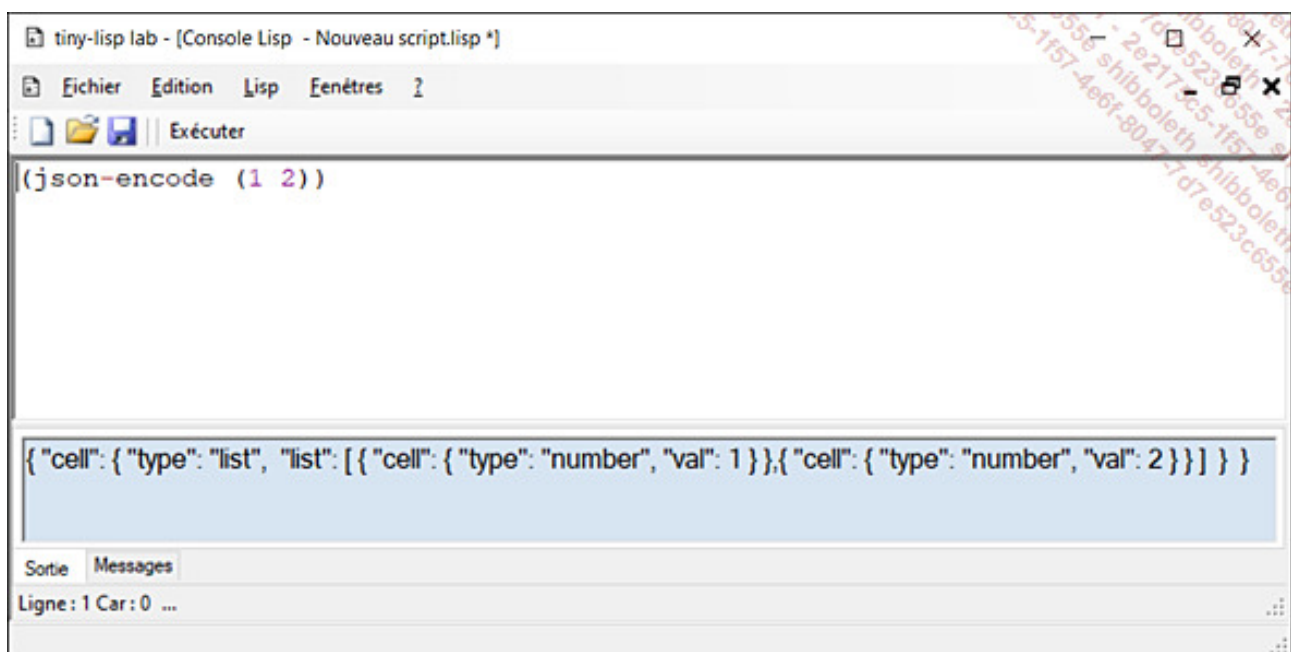 tiny-lisp lab - [Console Lisp - Nouveau script.lisp *]
Fichier Edition Lisp Fenêtres ?
Exécuter
(json-encode (1 2))
{ "cell": { "type": "list", "list": [ { "cell": { "type": "number", "val": 1 } },{ "cell": { "type": "number", "val": 2 } } ] } }
Sortie Messages
Ligne : 1 Car : 0 ...